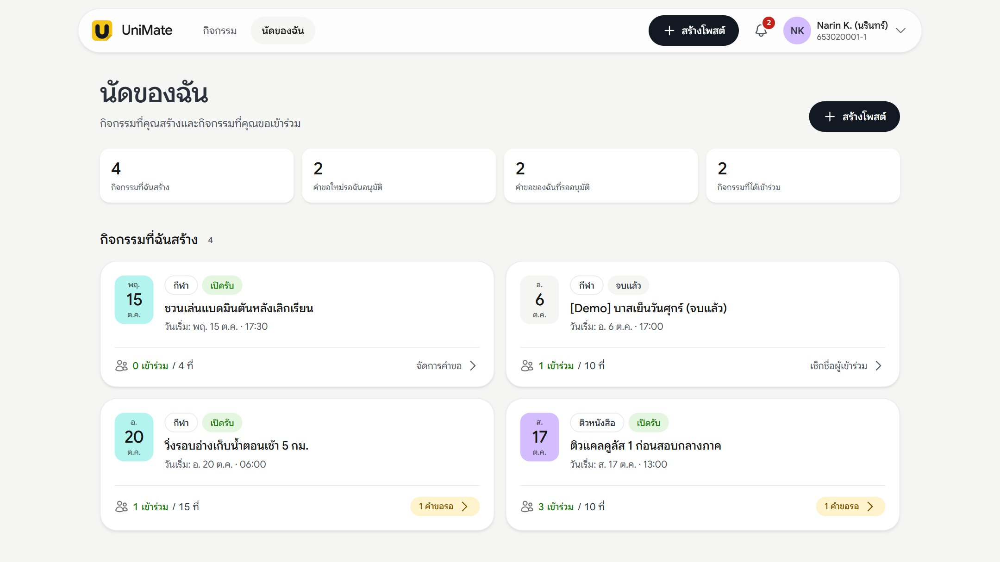 UniMate กิจกรรม นัดของฉัน + สร้างโพสต์ 2 NK Narin K. (นรินทร์)
653020001-1
นัดของฉัน
กิจกรรมที่คุณสร้างและกิจกรรมที่คุณขอเข้าร่วม
+ สร้างโพสต์
4
กิจกรรมที่ฉันสร้าง
2
คำขอใหม่รอฉันอนุมัติ
2
คำขอของฉันที่รออนุมัติ
2
กิจกรรมที่ได้เข้าร่วม
กิจกรรมที่ฉันสร้าง 4
พฤ.
15
ต.ค.
กีฬา เปิดรับ
ชวนเล่นแบดมินตันหลังเลิกเรียน
วันเริ่ม: พฤ. 15 ต.ค. · 17:30
0 เข้าร่วม / 4 ที่ จัดการคำขอ
อ.
6
ต.ค.
กีฬา จบแล้ว
[Demo] บาสเย็นวันศุกร์ (จบแล้ว)
วันเริ่ม: อ. 6 ต.ค. · 17:00
1 เข้าร่วม / 10 ที่ เช็กชื่อผู้เข้าร่วม
อ.
20
ต.ค.
กีฬา เปิดรับ
วิ่งรอบอ่างเก็บน้ำตอนเช้า 5 กม.
วันเริ่ม: อ. 20 ต.ค. · 06:00
1 เข้าร่วม / 15 ที่ 1 คำขอรอ
ส.
17
ต.ค.
ติวหนังสือ เปิดรับ
ติวแคลคูลัส 1 ก่อนสอบกลางภาค
วันเริ่ม: ส. 17 ต.ค. · 13:00
3 เข้าร่วม / 10 ที่ 1 คำขอรอ